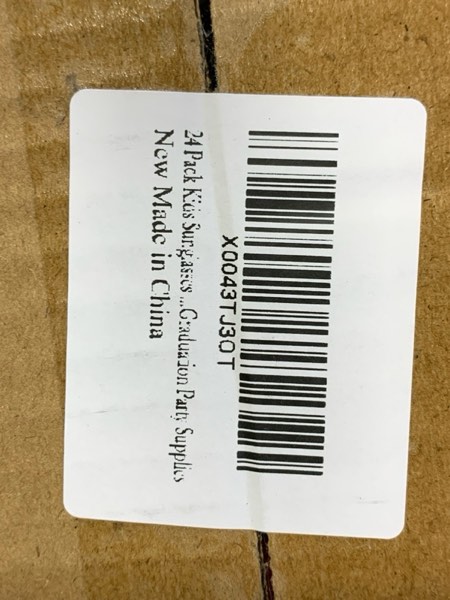 X0043TJ3OT
24 Pack Kids Sunglasses ...Graduation Party Supplies
New Made in China